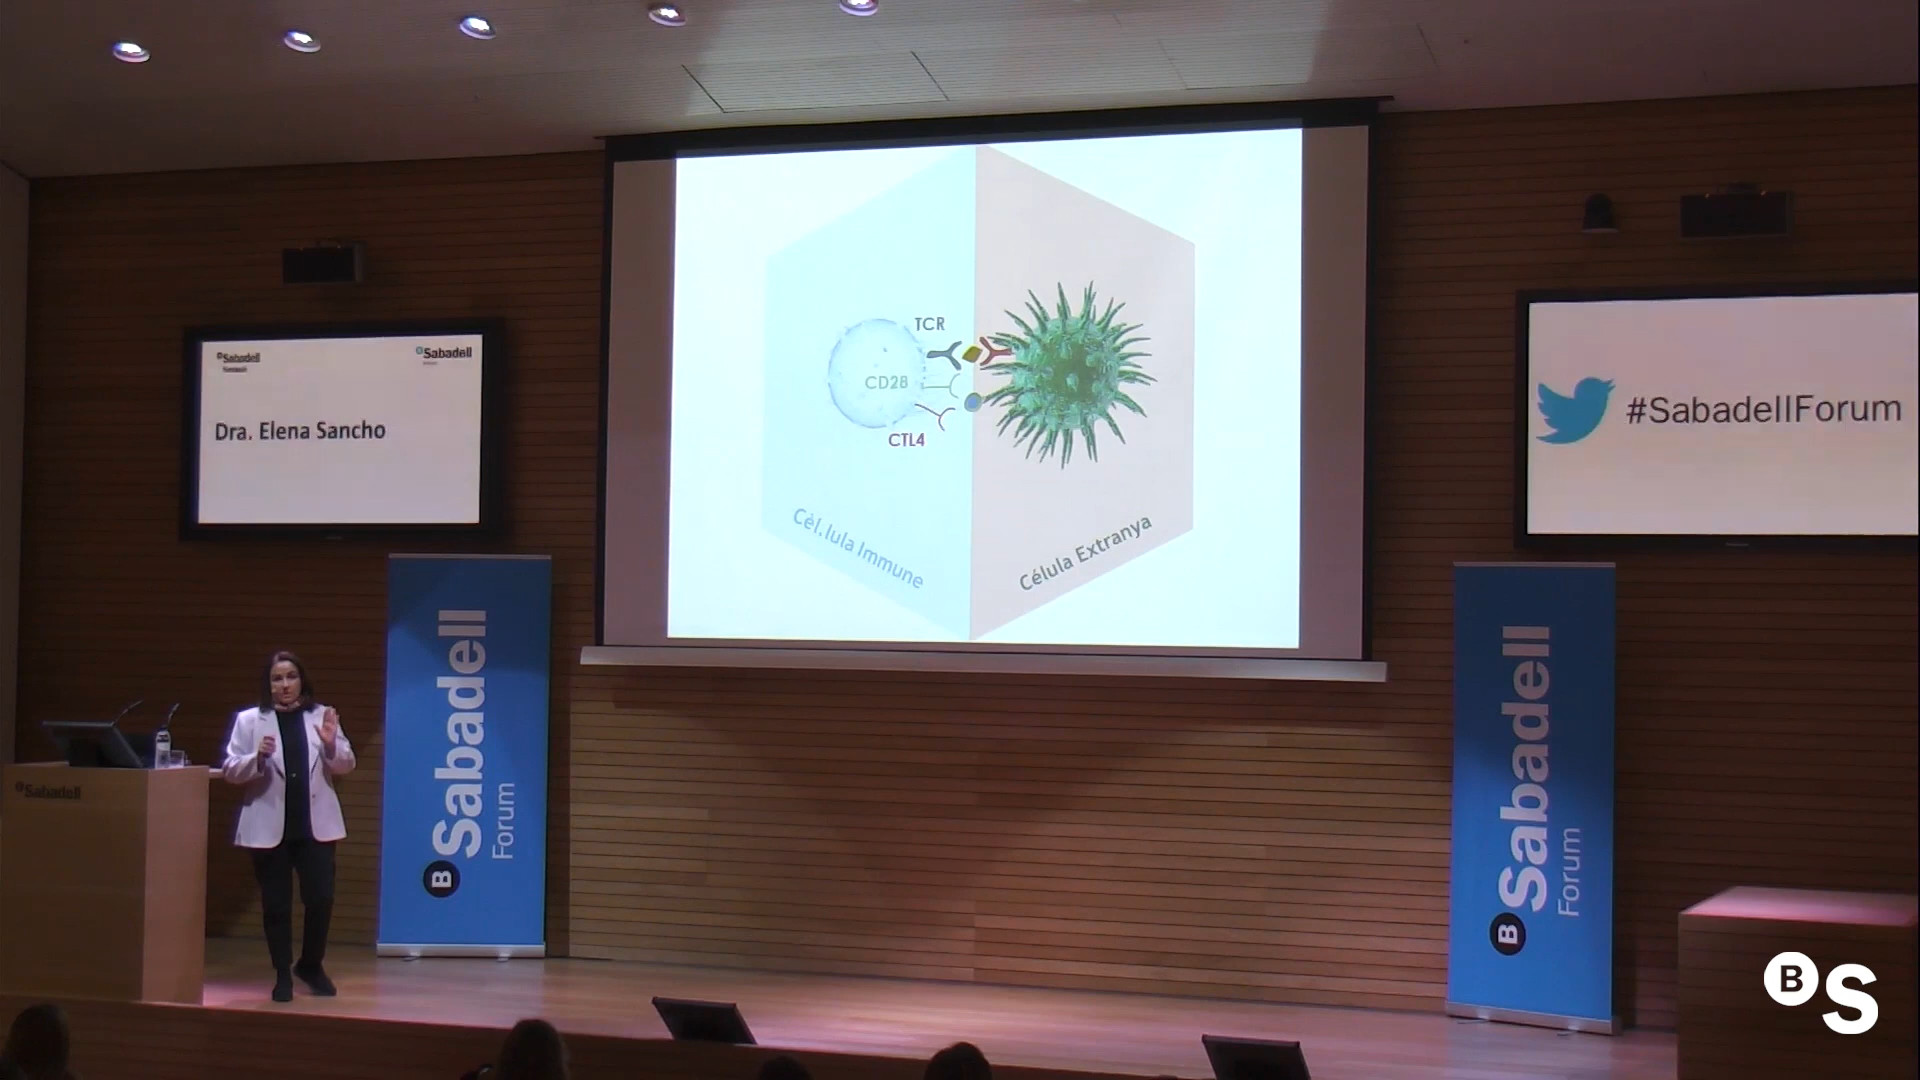 Sabadell
Sabadell
Dra. Elena Sancho
TCR
CD28
CTL4
Cèl.lula Immune
Célula Extranya
#SabadellForum
B Sabadell
Forum
B Sabadell
Forum
Sabadell
BS